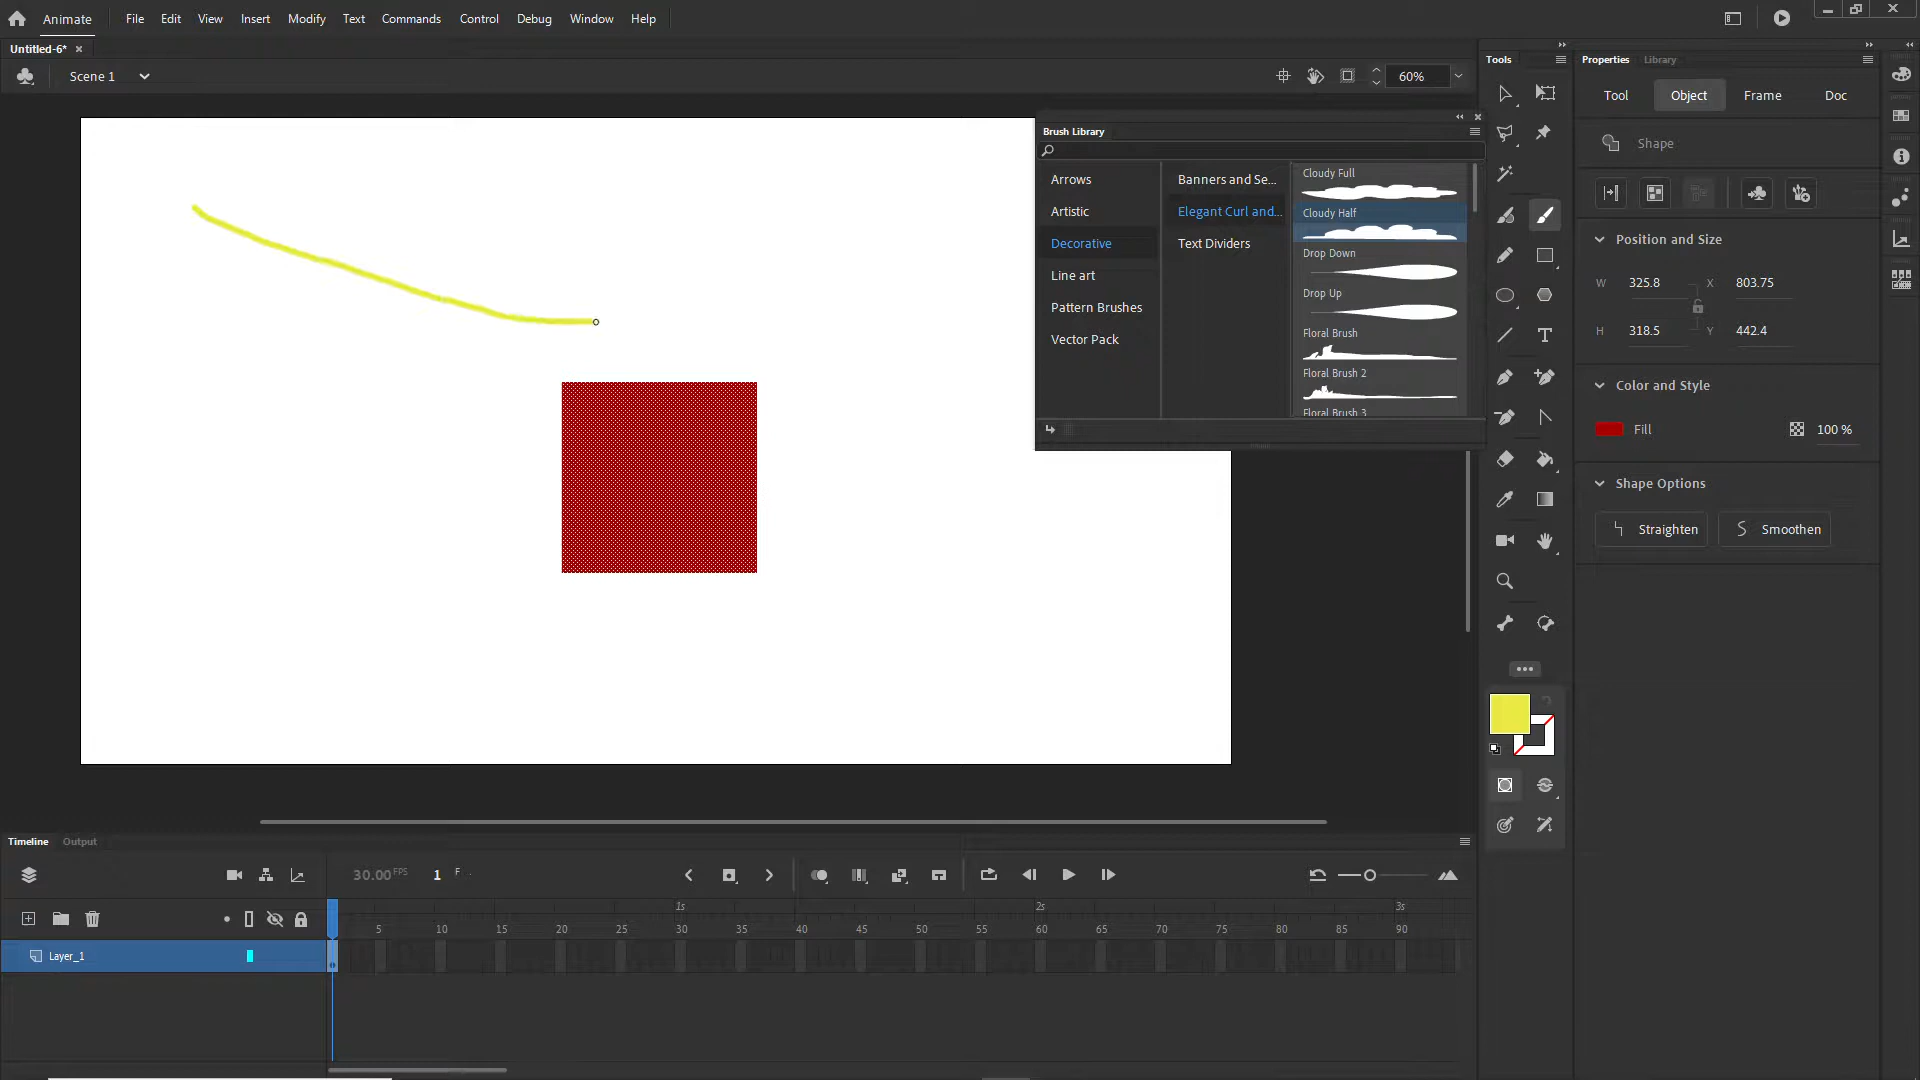 Animate File Edit View Insert Modify Text Commands Control Debug Window Help
Untitled-6*
Scene 1 60%
Brush Library
Arrows
Artistic
Decorative
Line art
Pattern Brushes
Vector Pack
Banners and Se...
Elegant Curl and...
Text Dividers
Cloudy Full
Cloudy Half
Drop Down
Drop Up
Floral Brush
Floral Brush 2
Floral Brush 3
Tools
Properties Library
Tool Object Frame Doc
Shape
Position and Size
W 325.8 X 803.75
H 318.5 Y 442.4
Color and Style
Fill 100 %
Shape Options
Straighten Smoothen
Timeline Output
30.00 FPS 1 F
1s 2s 3s
5 10 15 20 25 30 35 40 45 50 55 60 65 70 75 80 85 90
Layer_1